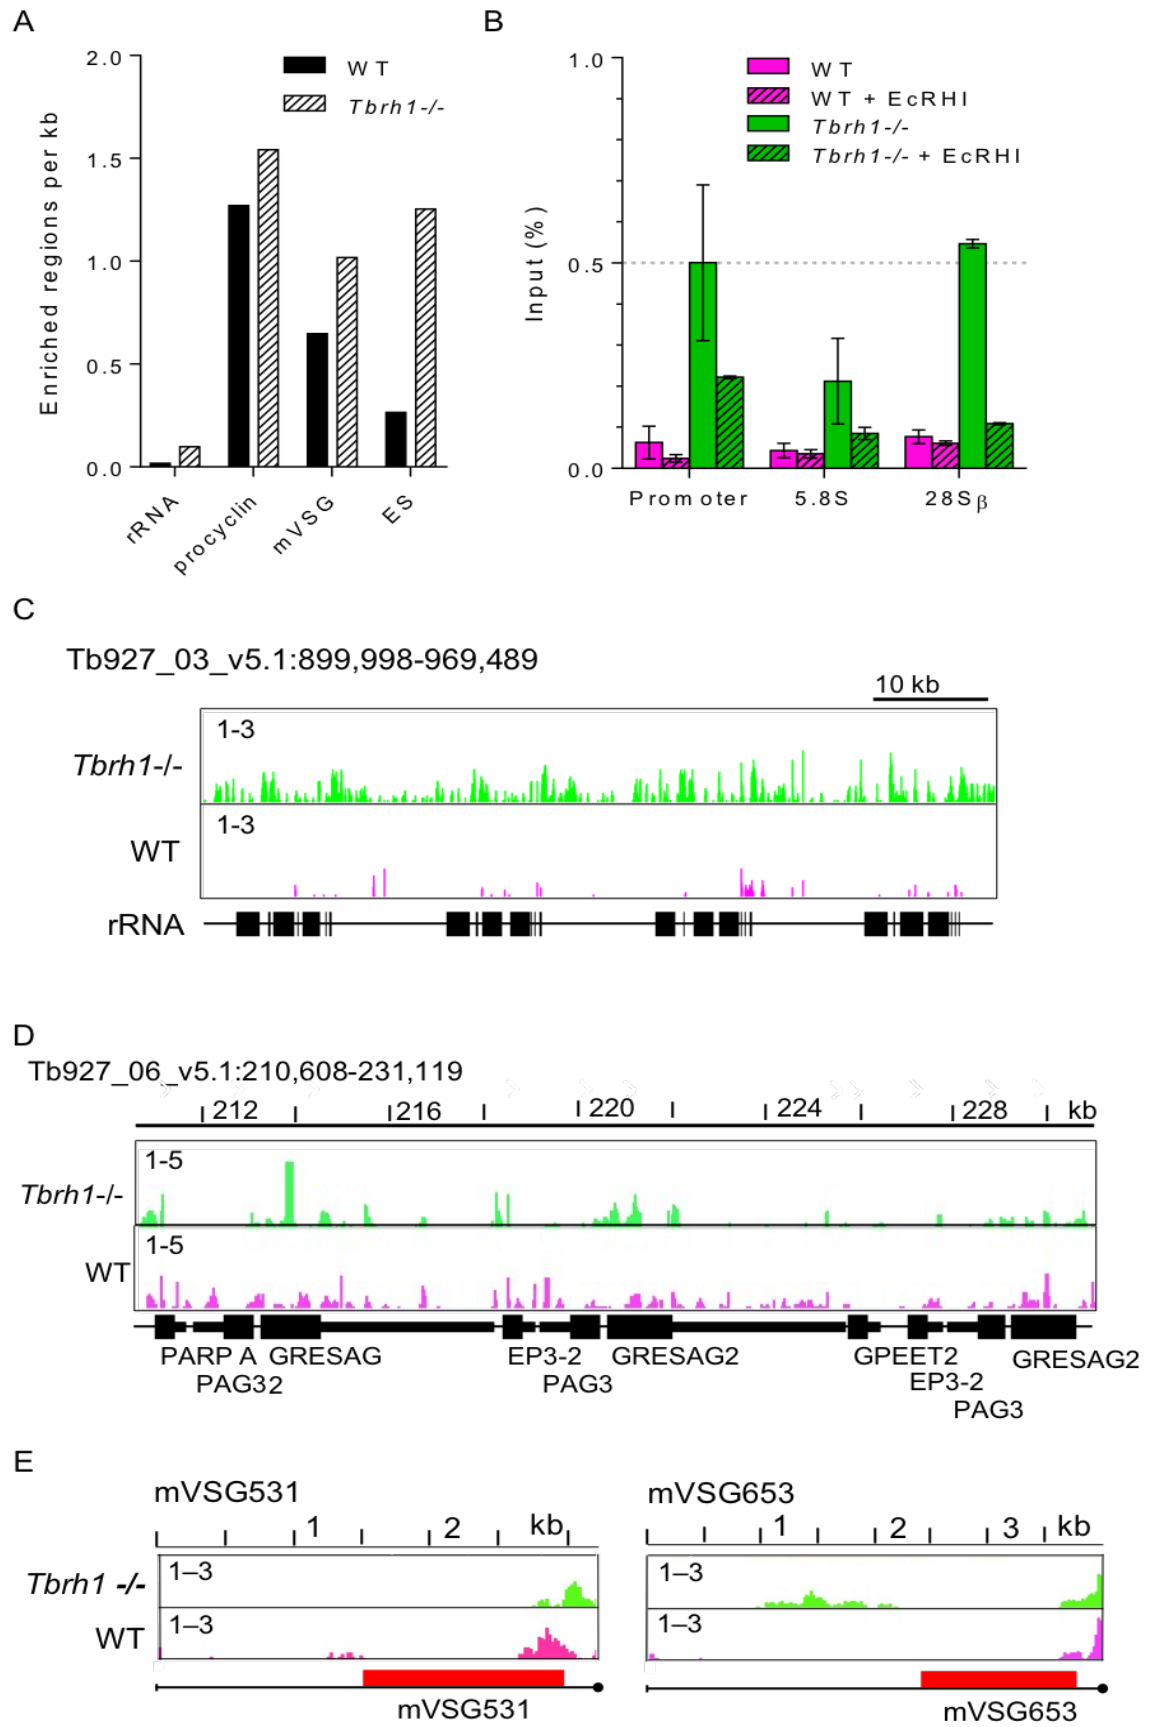 A
Enriched regions per kb
2.0
1.5
1.0
0.5
0.0
WT
Tbrh1-/-
rRNA
procyclin
mVSG
ES
B
Input (%)
1.0
0.5
0.0
WT
WT + EcRHI
Tbrh1-/-
Tbrh1-/- + EcRHI
Promoter
5.8S
28S β
C
Tb927_03_v5.1:899,998-969,489
10 kb
1-3
Tbrh1-/-
1-3
WT
rRNA
D
Tb927_06_v5.1:210,608-231,119
212 216 220 224 228 kb
1-5
Tbrh1-/-
1-5
WT
PARP A GRESAG EP3-2 GRESAG2 GPEET2 GRESAG2
PAG32 PAG3 EP3-2
PAG3
E
mVSG531
1 2 kb
1–3
Tbrh1 -/-
1–3
WT
mVSG531
mVSG653
1 2 3 kb
1–3
1–3
mVSG653